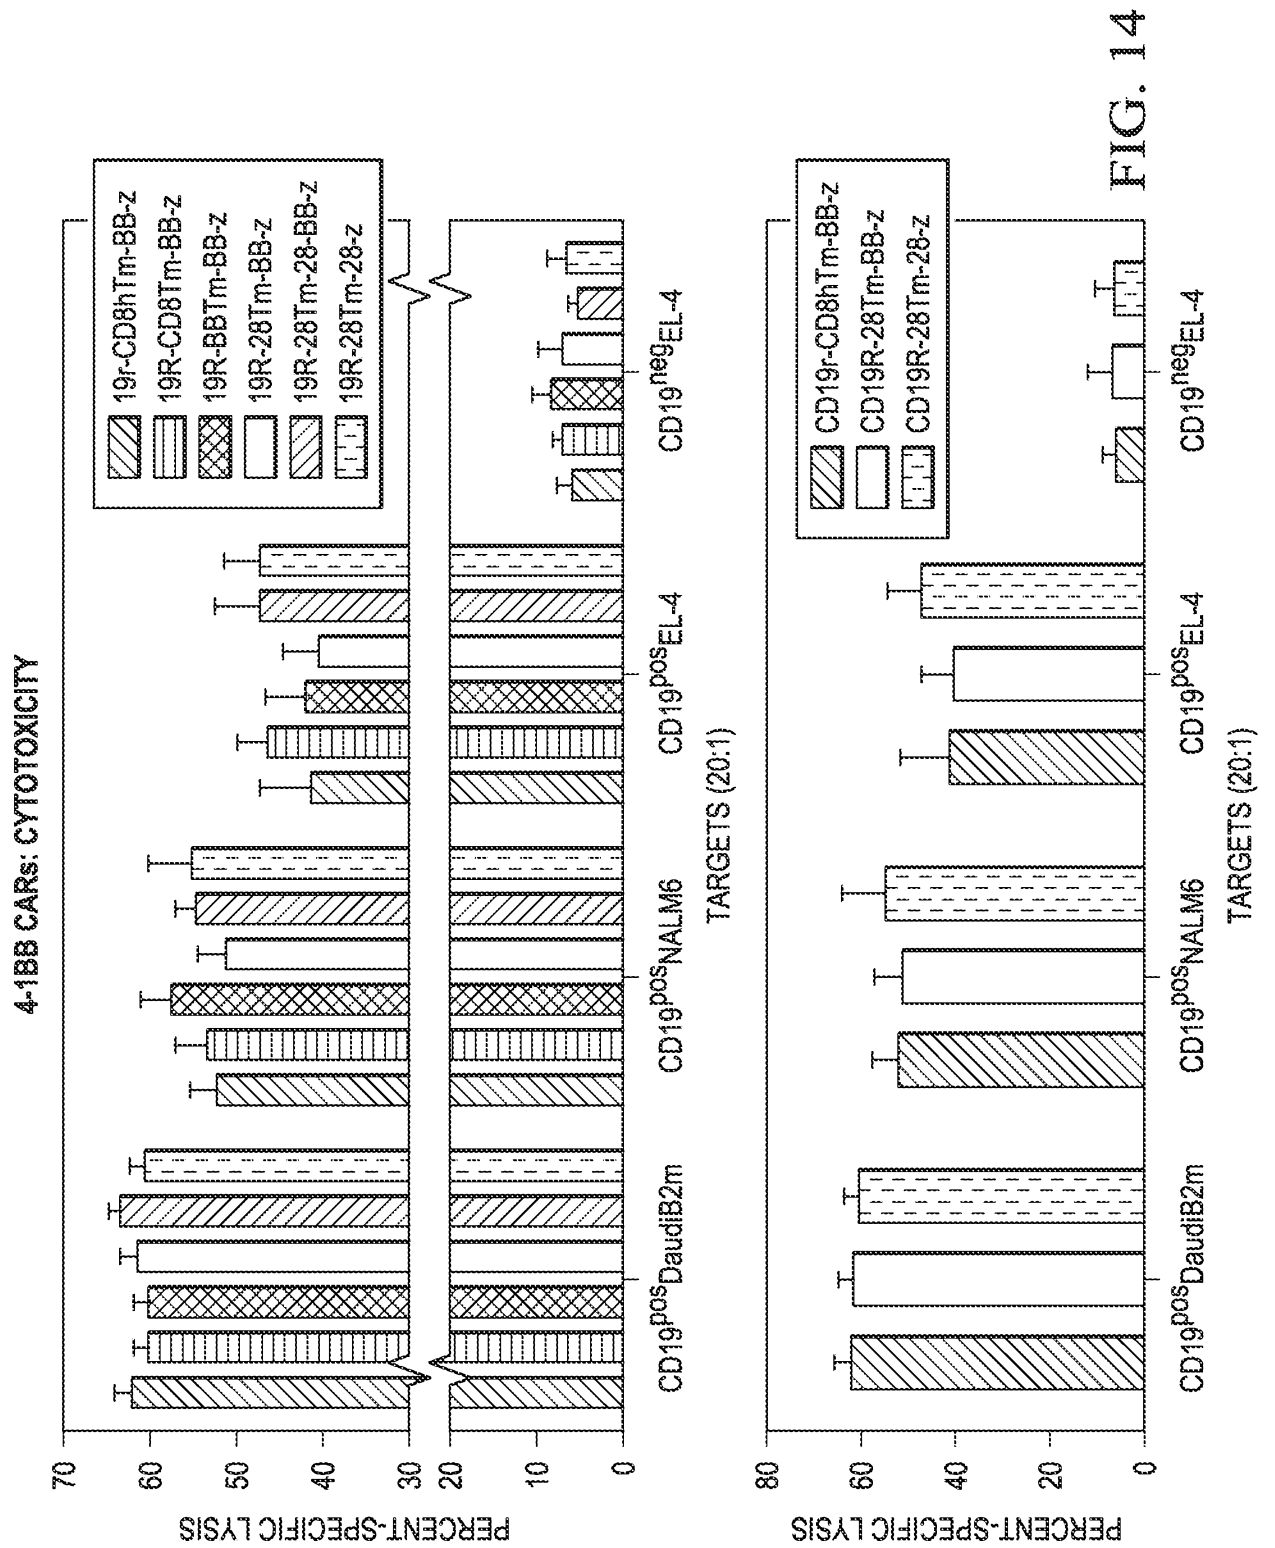 4-1BB CARs: CYTOTOXICITY
PERCENT-SPECIFIC LYSIS
70
60
50
40
30
20
10
0
19r-CD8hTm-BB-z
19R-CD8Tm-BB-z
19R-BBTm-BB-z
19R-28Tm-BB-z
19R-28Tm-28-BB-z
19R-28Tm-28-z
CD19posDaudiB2m
CD19posNALM6
CD19posEL-4
CD19negEL-4
TARGETS (20:1)
PERCENT-SPECIFIC LYSIS
80
60
40
20
0
CD19r-CD8hTm-BB-z
CD19R-28Tm-BB-z
CD19R-28Tm-28-z
CD19posDaudiB2m
CD19posNALM6
CD19posEL-4
CD19negEL-4
TARGETS (20:1)
FIG. 14